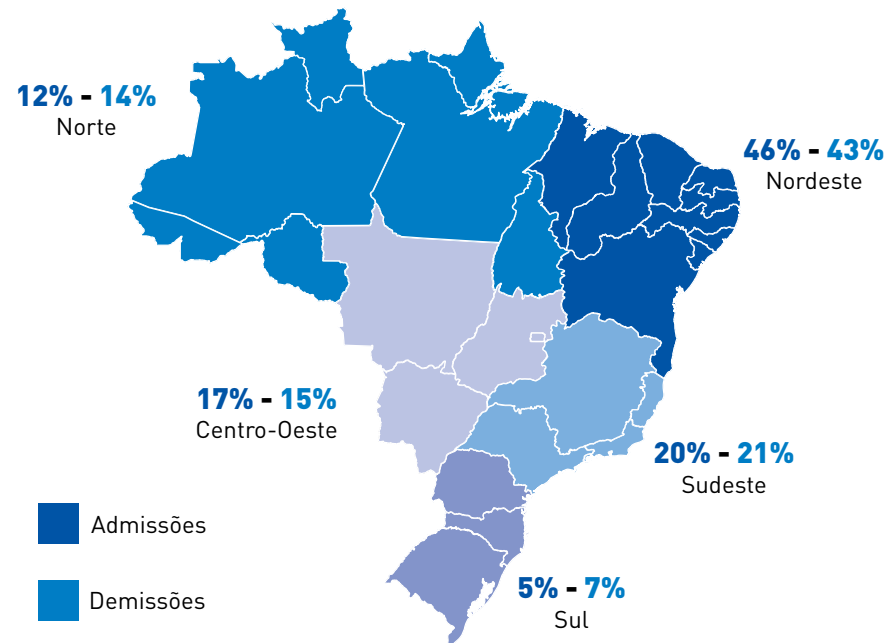 12% - 14%
Norte
46% - 43%
Nordeste
17% - 15%
Centro-Oeste
20% - 21%
Sudeste
Admissões
Demissões
5% - 7%
Sul